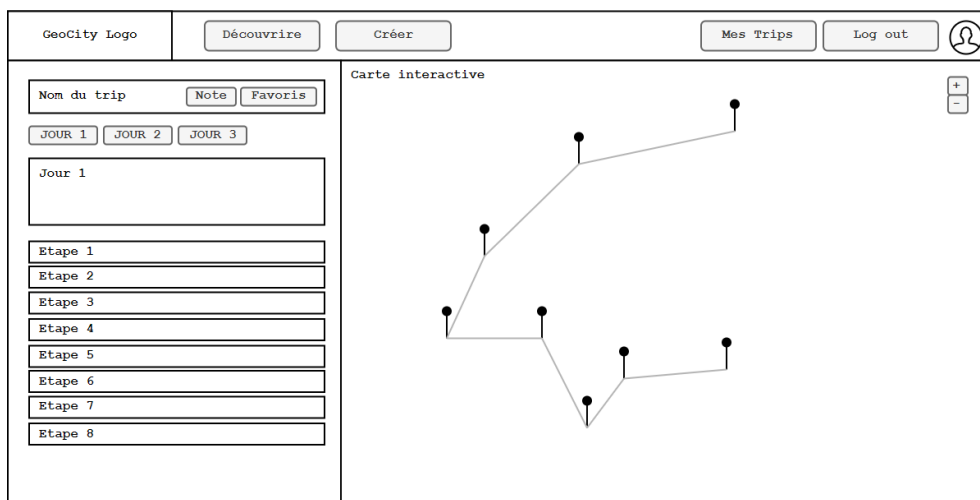 GeoCity Logo
Découvrire
Créer
Mes Trips
Log out
Nom du trip
Note
Favoris
JOUR 1
JOUR 2
JOUR 3
Jour 1
Etape 1
Etape 2
Etape 3
Etape 4
Etape 5
Etape 6
Etape 7
Etape 8
Carte interactive
+
-